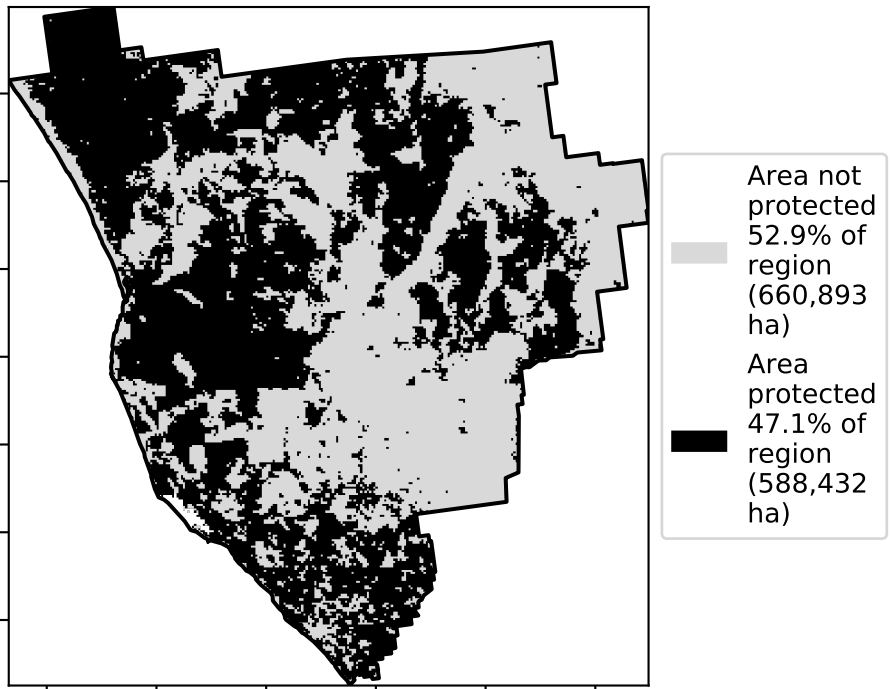 Area not
protected
52.9% of
region
(660,893
ha)
Area
protected
47.1% of
region
(588,432
ha)